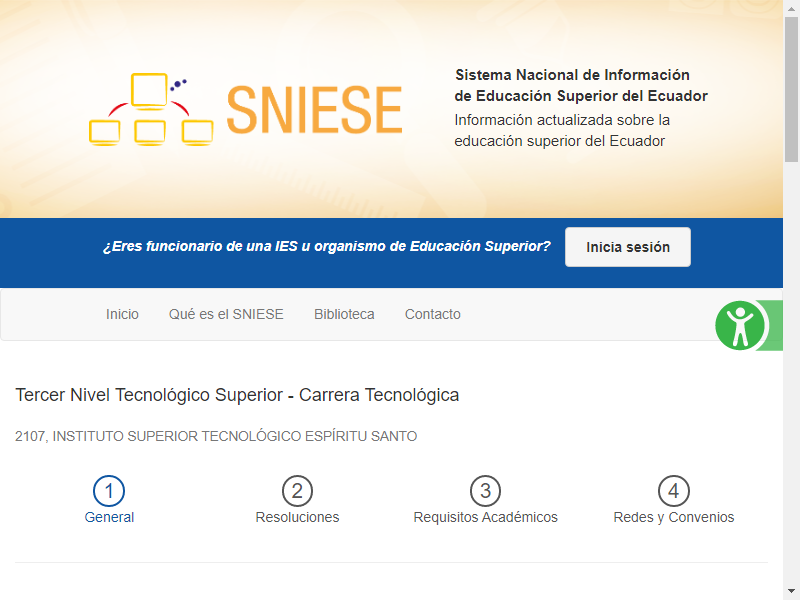 SNIESE
Sistema Nacional de Información
de Educación Superior del Ecuador
Información actualizada sobre la
educación superior del Ecuador
¿Eres funcionario de una IES u organismo de Educación Superior?
Inicia sesión
Inicio
Qué es el SNIESE
Biblioteca
Contacto
Tercer Nivel Tecnológico Superior - Carrera Tecnológica
2107, INSTITUTO SUPERIOR TECNOLÓGICO ESPÍRITU SANTO
1
General
2
Resoluciones
3
Requisitos Académicos
4
Redes y Convenios